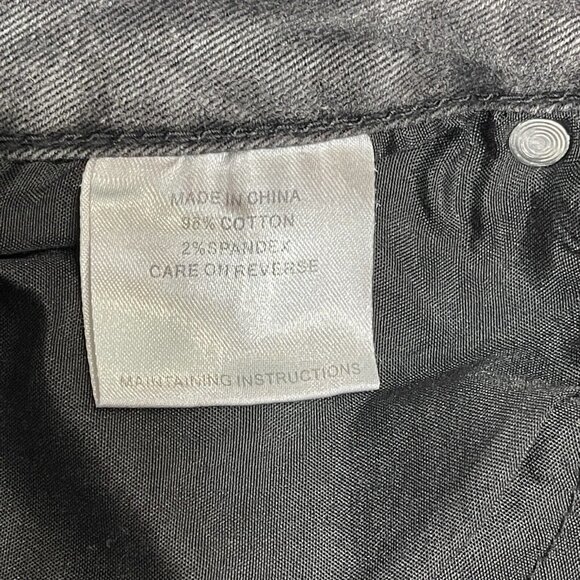 MADE IN CHINA
98% COTTON
2% SPANDEX
CARE ON REVERSE
MAINTAINING INSTRUCTIONS